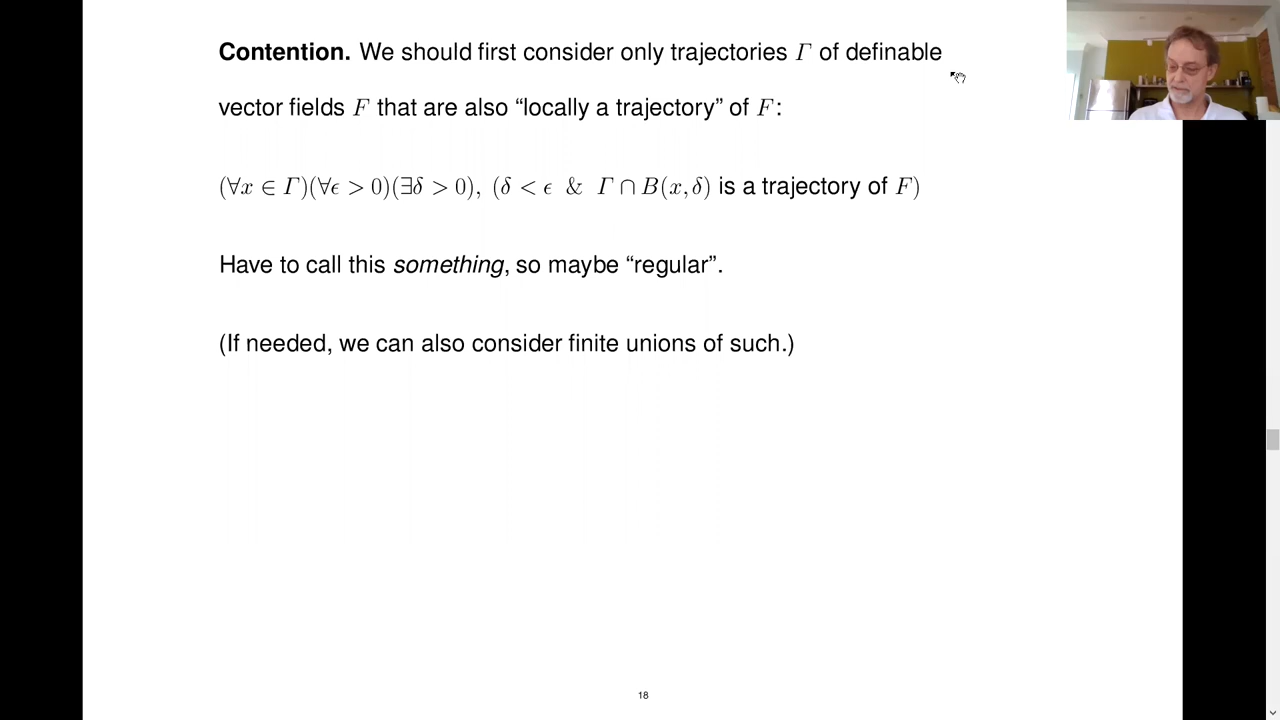 Contention. We should first consider only trajectories Γ of definable
vector fields F that are also “locally a trajectory” of F:
(∀x ∈ Γ)(∀ϵ > 0)(∃δ > 0), (δ < ϵ & Γ ∩ B(x, δ) is a trajectory of F)
Have to call this something, so maybe “regular”.
(If needed, we can also consider finite unions of such.)
18